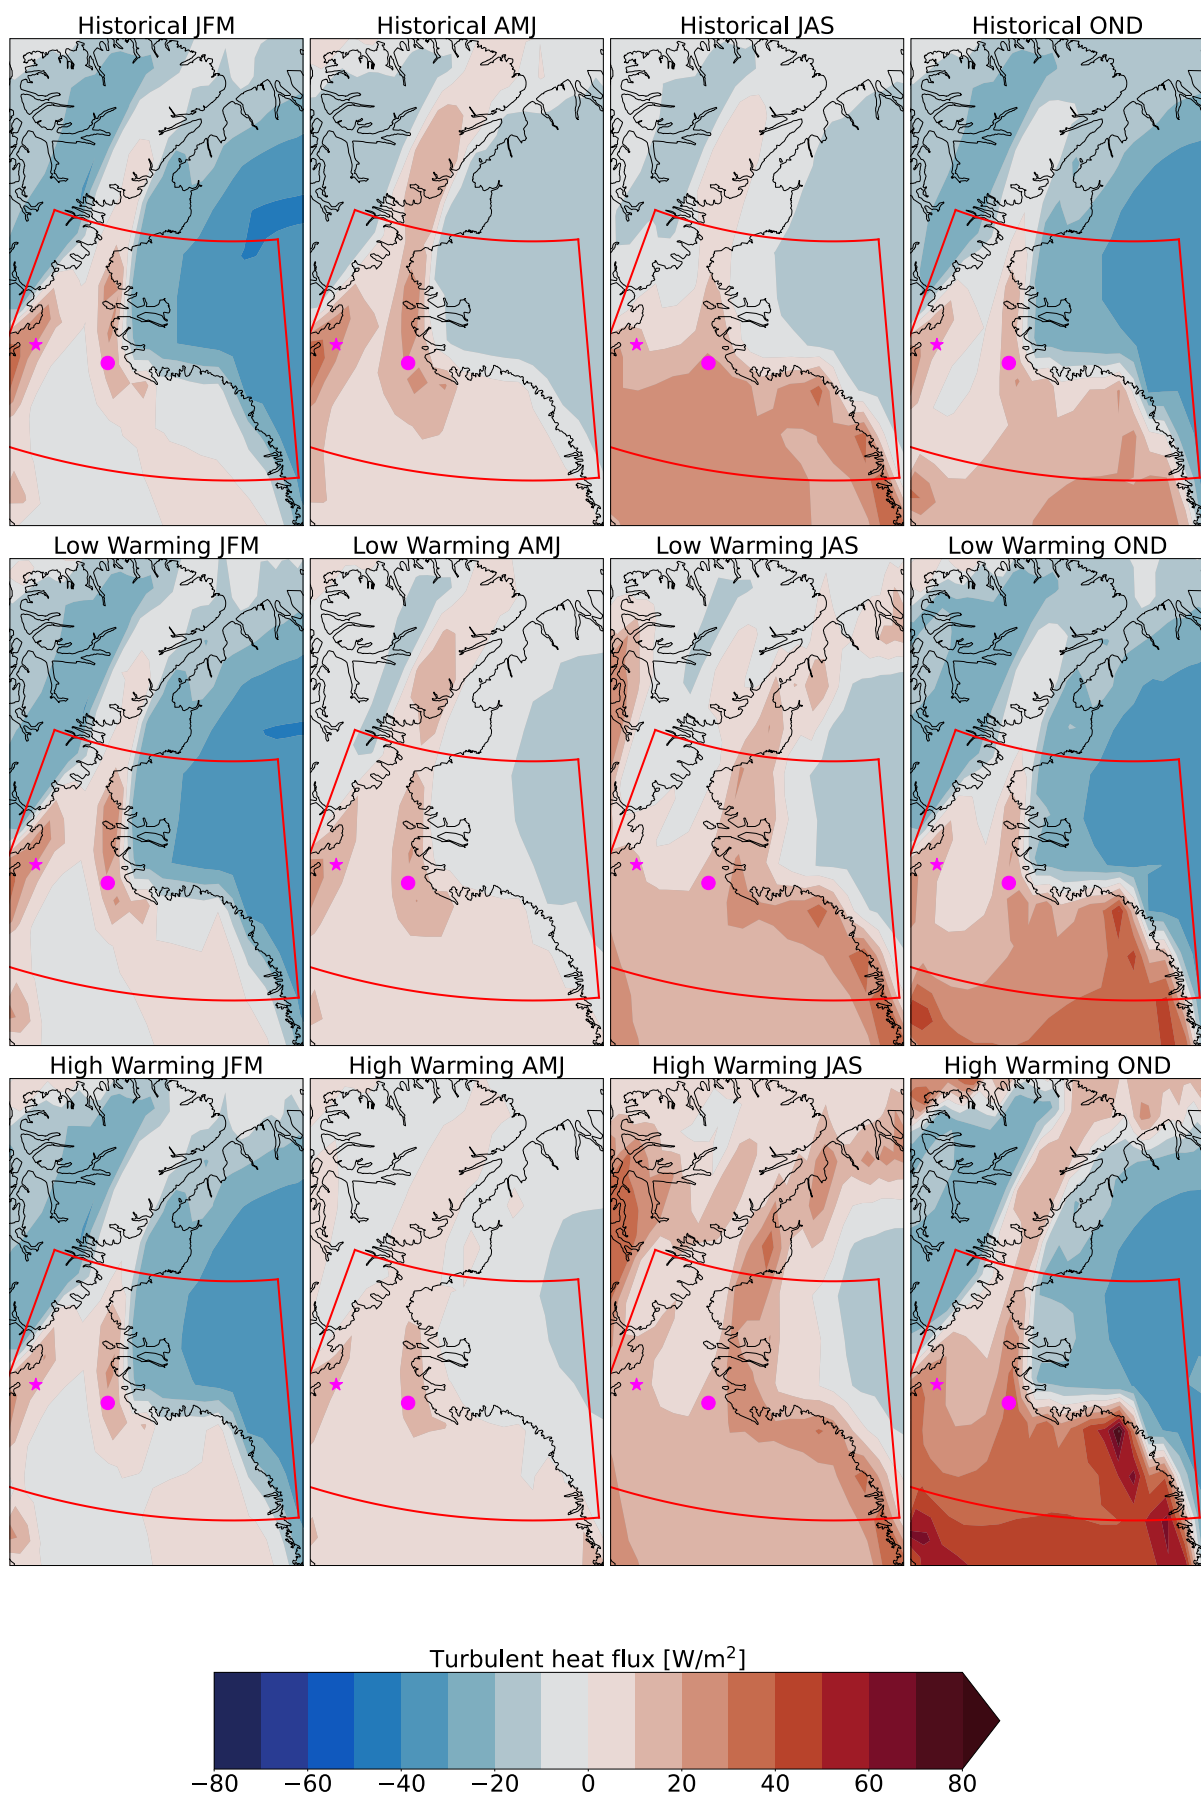 Historical JFM Historical AMJ Historical JAS Historical OND
Low Warming JFM Low Warming AMJ Low Warming JAS Low Warming OND
High Warming JFM High Warming AMJ High Warming JAS High Warming OND
Turbulent heat flux [W/m²]
−80 −60 −40 −20 0 20 40 60 80